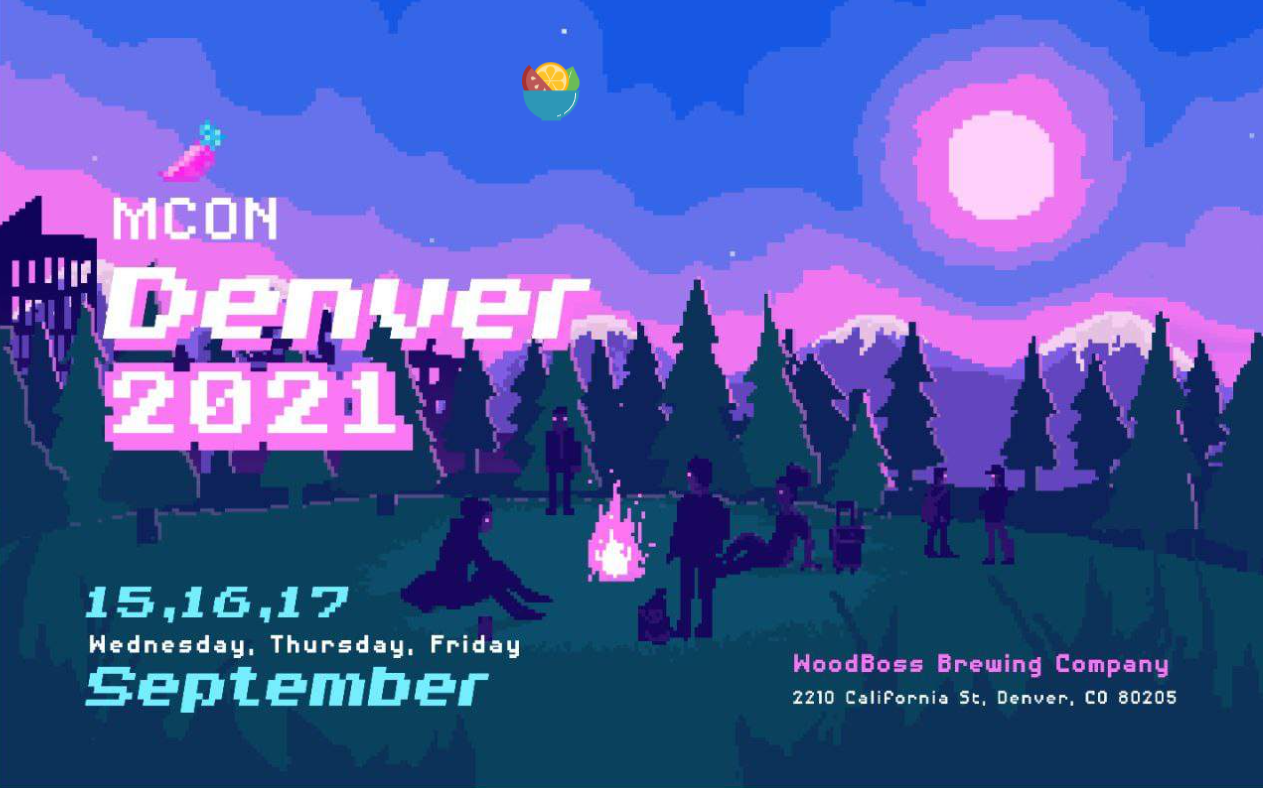 MCON
Denver
2021
15,16,17
Wednesday, Thursday, Friday
September
WoodBoss Brewing Company
2210 California St, Denver, CO 80205